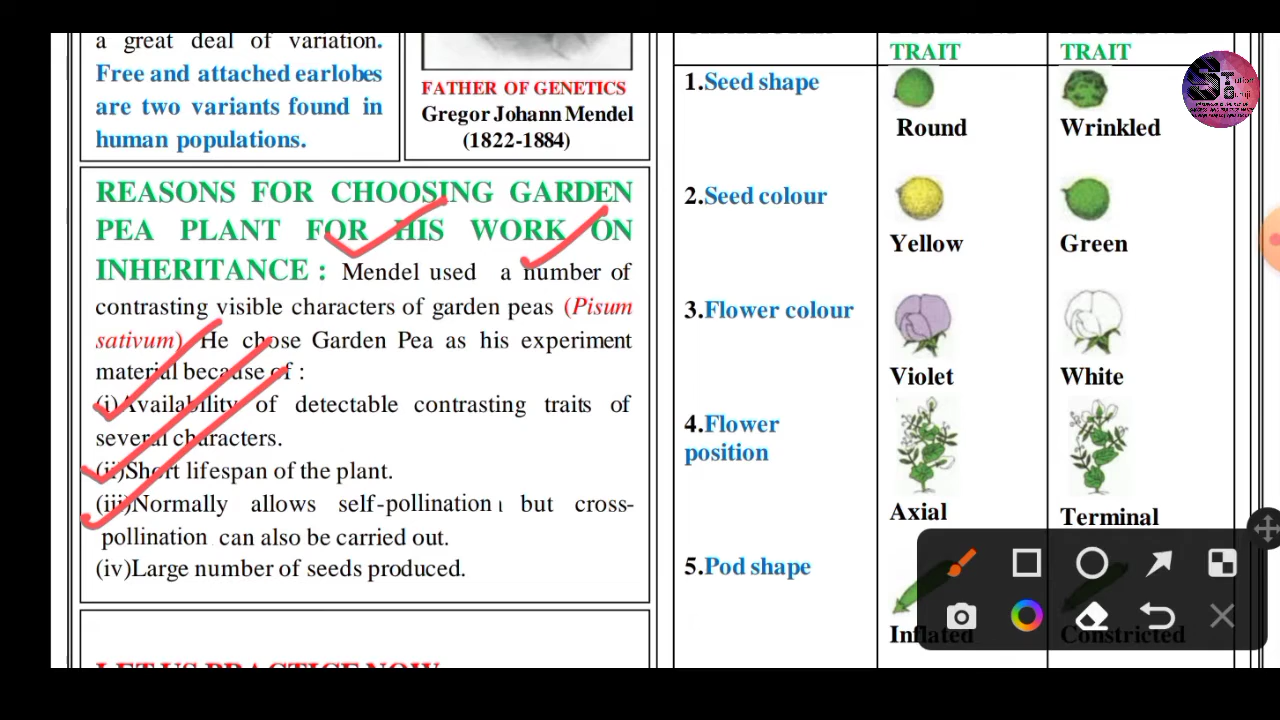 a great deal of variation.
Free and attached earlobes
are two variants found in
human populations.
FATHER OF GENETICS
Gregor Johann Mendel
(1822-1884)
REASONS FOR CHOOSING GARDEN
PEA PLANT FOR HIS WORK ON
INHERITANCE : Mendel used a number of
contrasting visible characters of garden peas (Pisum
sativum) He chose Garden Pea as his experiment
material because of :
(i)Availability of detectable contrasting traits of
several characters.
(ii)Short lifespan of the plant.
(iii)Normally allows self-pollination but cross-
pollination can also be carried out.
(iv)Large number of seeds produced.
LET US PRACTICE NOW
TRAIT TRAIT
1.Seed shape
Round Wrinkled
2.Seed colour
Yellow Green
3.Flower colour
Violet White
4.Flower
position
Axial Terminal
5.Pod shape
Inflated Constricted